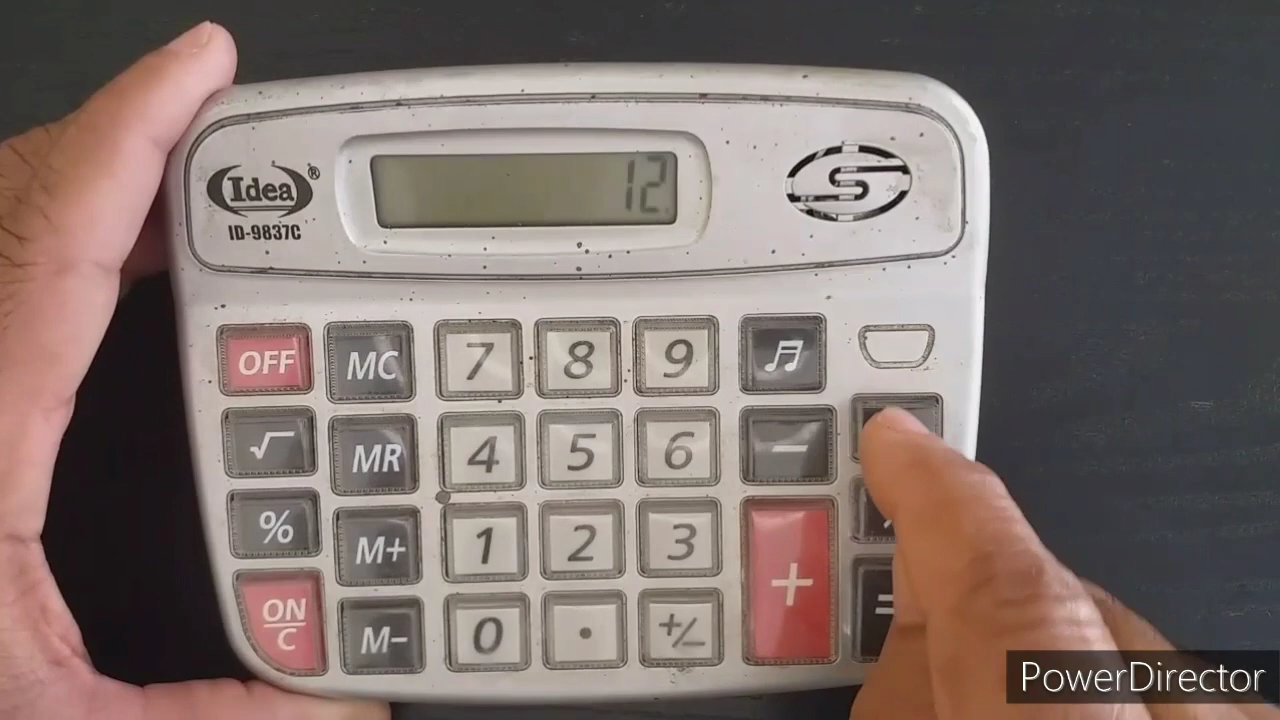 Idea®
ID-9837C
12.
S
OFF MC 7 8 9
√ MR 4 5 6 −
% M+ 1 2 3 +
ON/C M− 0 . +/− =
PowerDirector